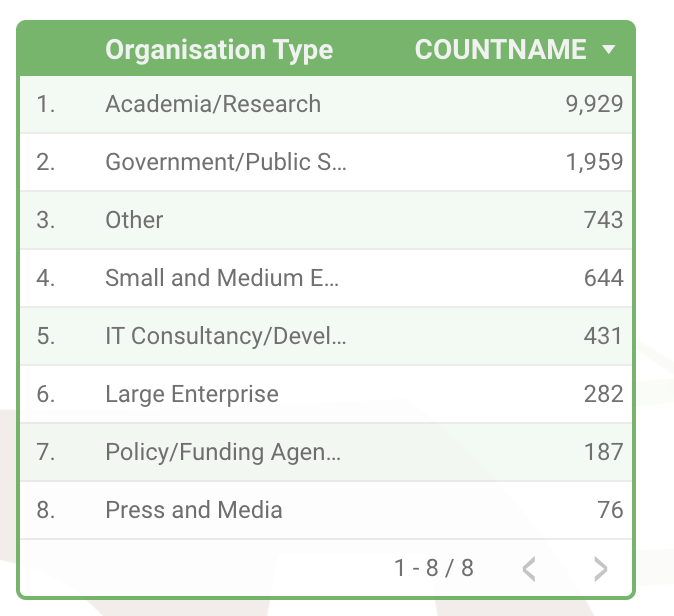 Organisation Type COUNTNAME
1. Academia/Research 9,929
2. Government/Public S... 1,959
3. Other 743
4. Small and Medium E... 644
5. IT Consultancy/Devel... 431
6. Large Enterprise 282
7. Policy/Funding Agen... 187
8. Press and Media 76
1 - 8 / 8